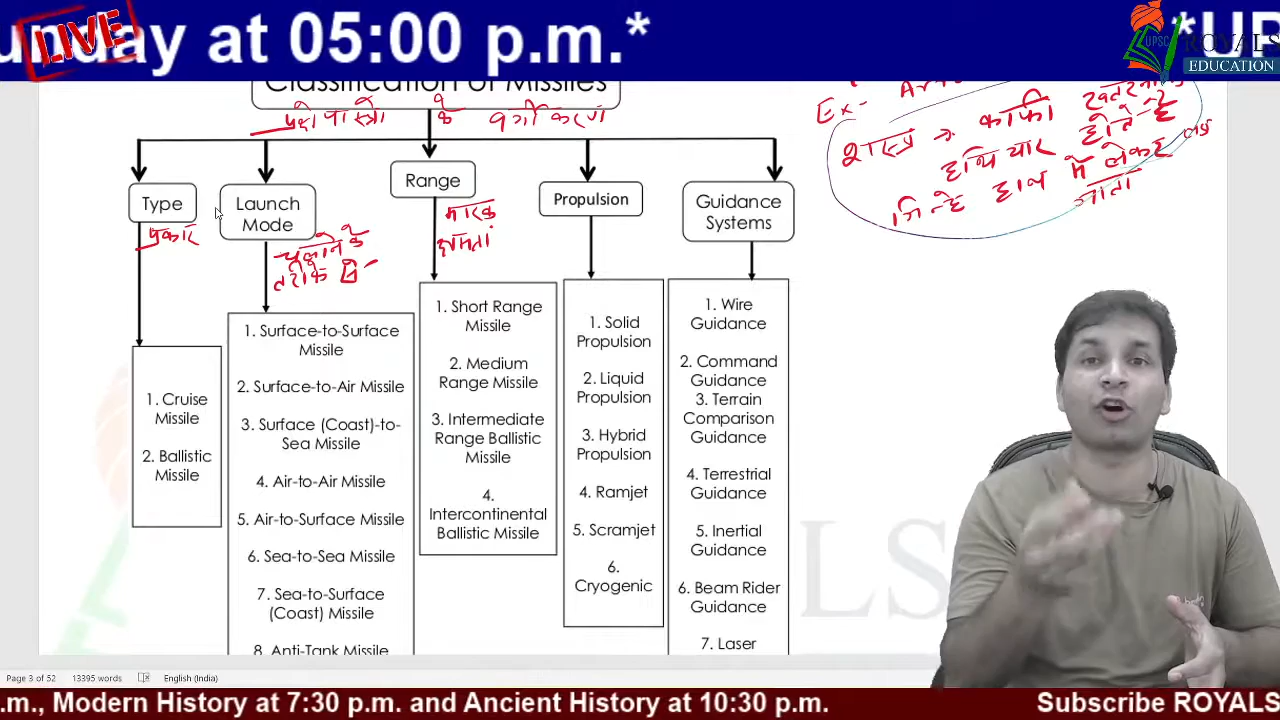 unday at 05:00 p.m.*
LIVE
*UP
UPSC
ROYALS
EDUCATION
Classification of Missiles
के वर्गीकरण
Ex-
शस्त्र → काफी
हथियार होते है
जिन्हे हाथ में लेकर
जाता
Type
प्रकार
Launch
Mode
चलाने के
Range
मारक
क्षमता
Propulsion
Guidance
Systems
1. Cruise
Missile
2. Ballistic
Missile
1. Surface-to-Surface
Missile
2. Surface-to-Air Missile
3. Surface (Coast)-to-
Sea Missile
4. Air-to-Air Missile
5. Air-to-Surface Missile
6. Sea-to-Sea Missile
7. Sea-to-Surface
(Coast) Missile
8. Anti-Tank Missile
1. Short Range
Missile
2. Medium
Range Missile
3. Intermediate
Range Ballistic
Missile
4.
Intercontinental
Ballistic Missile
1. Solid
Propulsion
2. Liquid
Propulsion
3. Hybrid
Propulsion
4. Ramjet
5. Scramjet
6.
Cryogenic
1. Wire
Guidance
2. Command
Guidance
3. Terrain
Comparison
Guidance
4. Terrestrial
Guidance
5. Inertial
Guidance
6. Beam Rider
Guidance
7. Laser
LS
Page 3 of 52 13395 words English (India)
.m., Modern History at 7:30 p.m. and Ancient History at 10:30 p.m. Subscribe ROYALS